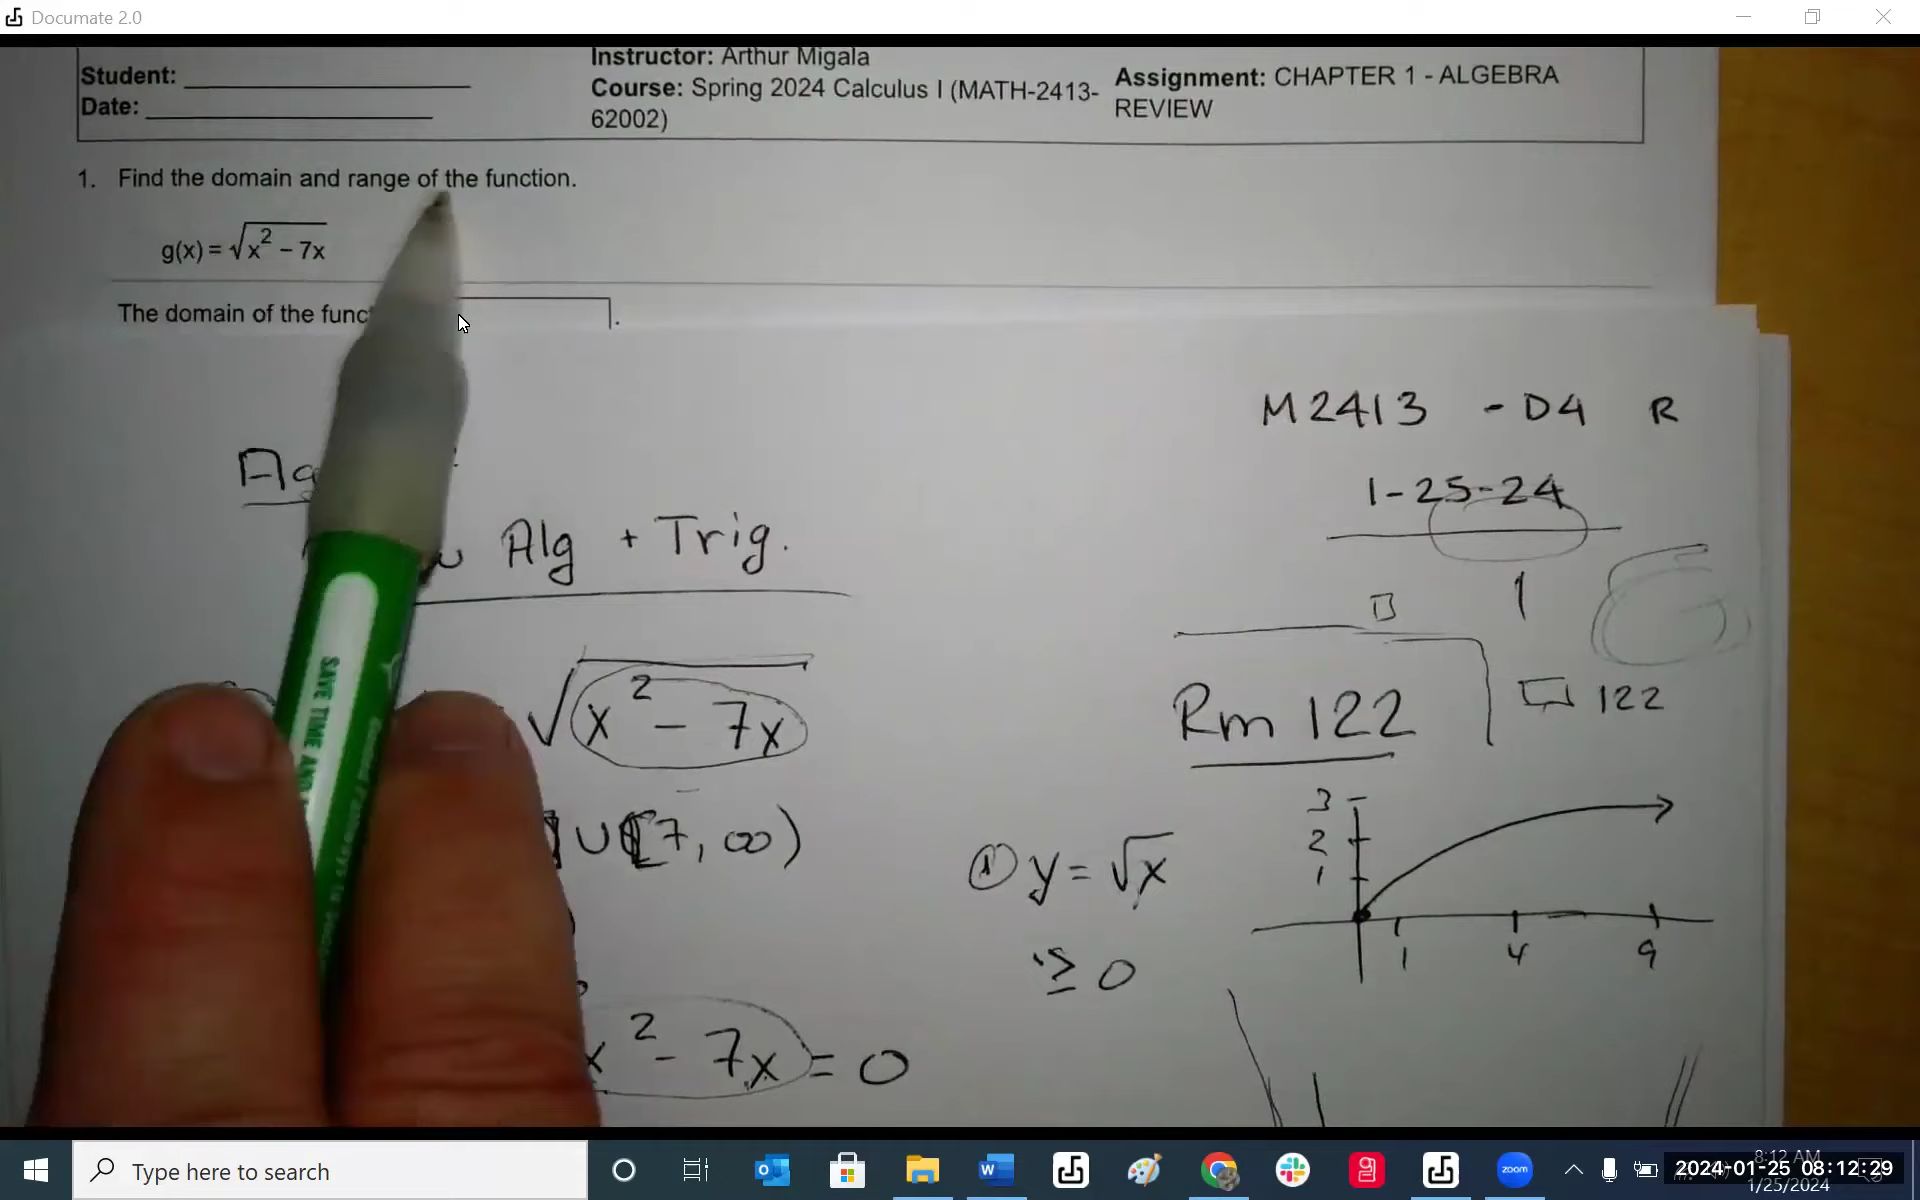 Documate 2.0
Instructor: Arthur Migala
Student:
Course: Spring 2024 Calculus I (MATH-2413-
62002)
Assignment: CHAPTER 1 - ALGEBRA
REVIEW
Date:
1. Find the domain and range of the function.
g(x) = √x² - 7x
The domain of the func
.
M2413 - D4 R
1-25-24
Alg + Trig.
1
√x² - 7x
Rm 122
122
U [7, ∞)
① y = √x
≥ 0
3
2
1
1 4 9
x² - 7x = 0
SAVE TIME AND
Type here to search
zoom
8:12 AM
2024-01-25 08:12:29
1/25/2024